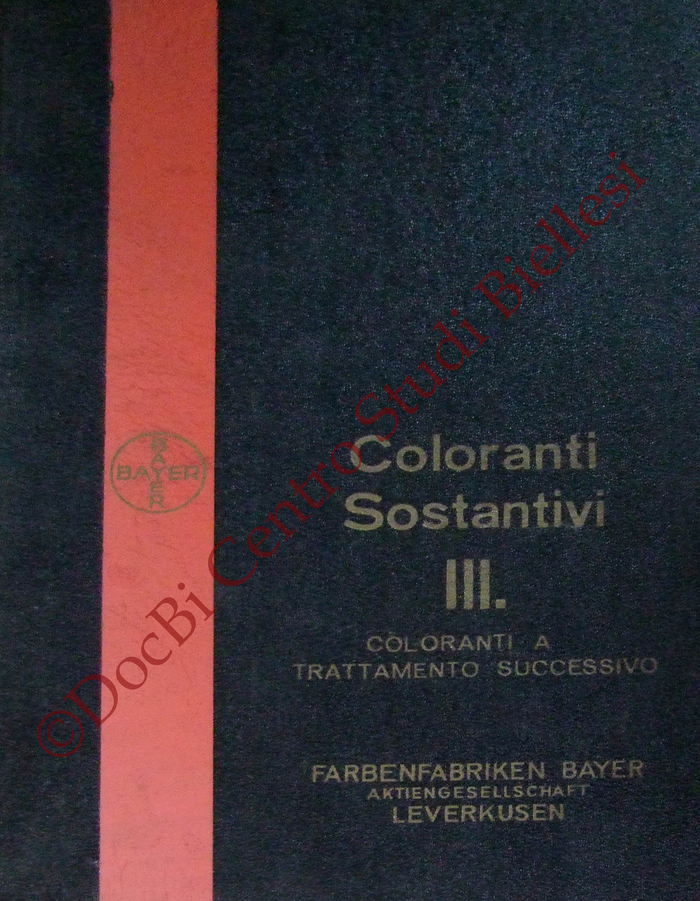 BAYER
BAYER
Coloranti
Sostantivi
III.
COLORANTI A
TRATTAMENTO SUCCESSIVO
FARBENFABRIKEN BAYER
AKTIENGESELLSCHAFT
LEVERKUSEN
©DocBi Centro Studi Biellesi